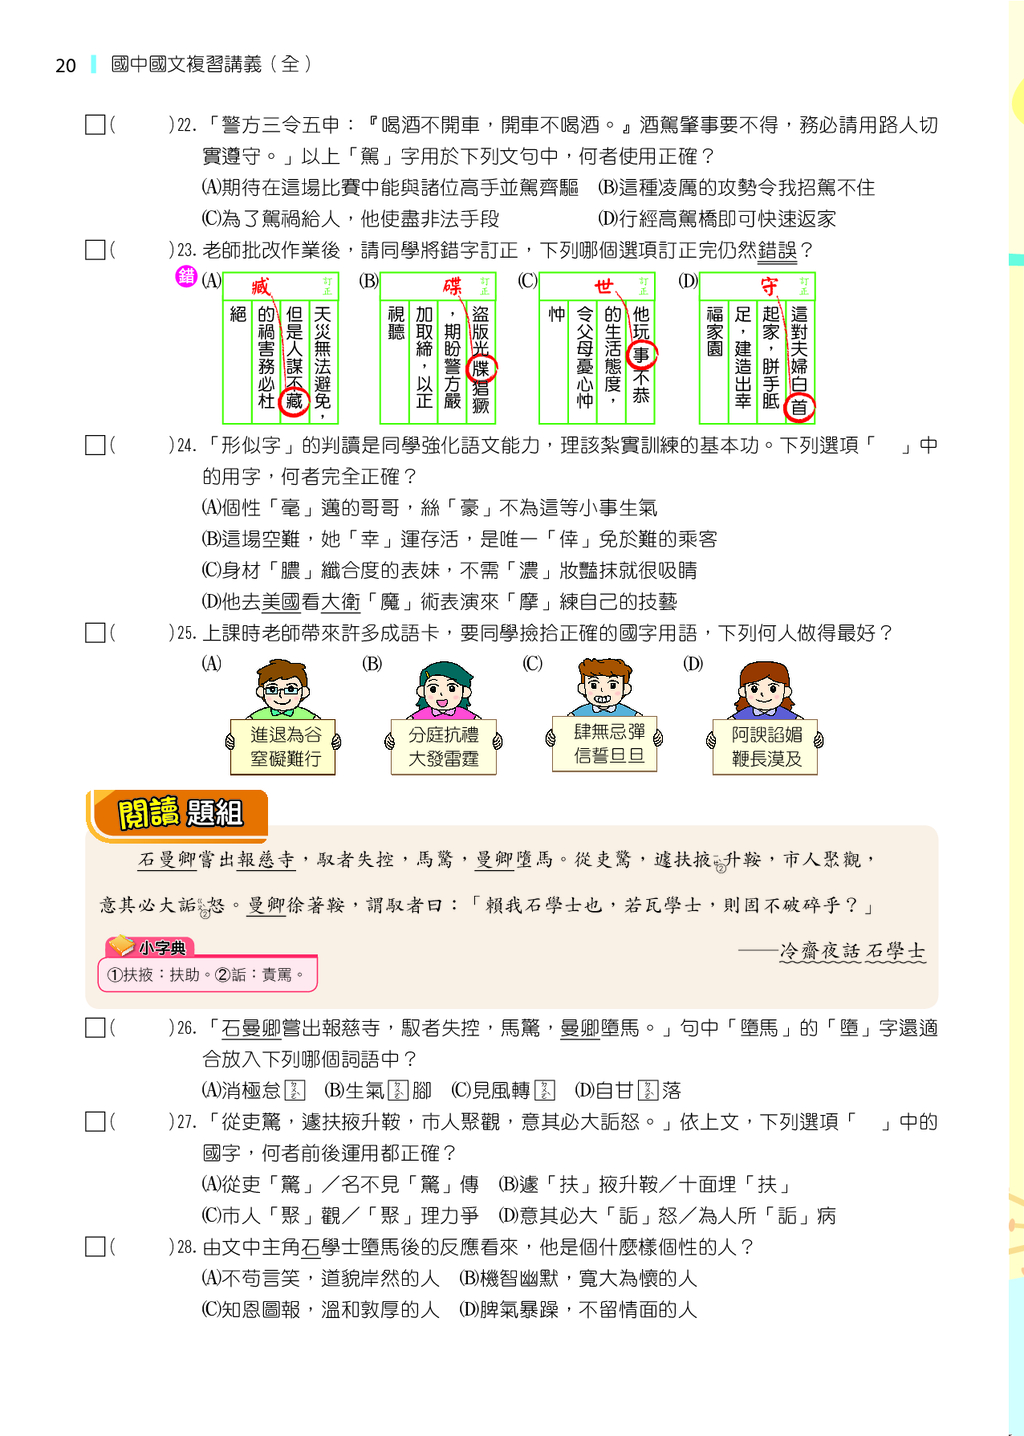 20 國中國文複習講義（全）
□(　　)22.「警方三令五申：『喝酒不開車，開車不喝酒。』酒駕肇事要不得，務必請用路人切
實遵守。」以上「駕」字用於下列文句中，何者使用正確？
(A)期待在這場比賽中能與諸位高手並駕齊驅　(B)這種凌厲的攻勢令我招駕不住
(C)為了駕禍給人，他使盡非法手段　(D)行經高駕橋即可快速返家
□(　　)23.老師批改作業後，請同學將錯字訂正，下列哪個選項訂正完仍然錯誤？
錯
(A)
訂正
臧
天災無法避免，
但是人謀不藏
的禍害務必杜
絕
(B)
訂正
碟
盜版光牒猖獗
，期盼警方嚴
加取締，以正
視聽
(C)
訂正
世
他玩事不恭
的生活態度，
令父母憂心忡
忡
(D)
訂正
守
這對夫婦白首
起家，胼手胝
足，建造出幸
福家園
□(　　)24.「形似字」的判讀是同學強化語文能力，理該紮實訓練的基本功。下列選項「　」中
的用字，何者完全正確？
(A)個性「毫」邁的哥哥，絲「豪」不為這等小事生氣
(B)這場空難，她「幸」運存活，是唯一「倖」免於難的乘客
(C)身材「膿」纖合度的表妹，不需「濃」妝豔抹就很吸睛
(D)他去美國看大衛「魔」術表演來「摩」練自己的技藝
□(　　)25.上課時老師帶來許多成語卡，要同學撿拾正確的國字用語，下列何人做得最好？
(A)
進退為谷
窒礙難行
(B)
分庭抗禮
大發雷霆
(C)
肆無忌彈
信誓旦旦
(D)
阿諛諂媚
鞭長漠及
閱讀題組
石曼卿嘗出報慈寺，馭者失控，馬驚，曼卿墮馬。從吏驚，遽扶掖②升鞍，市人聚觀，
意其必大詬②怒。曼卿徐著鞍，謂馭者曰：「賴我石學士也，若瓦學士，則固不破碎乎？」
──冷齋夜話 石學士
小字典
①扶掖：扶助。②詬：責罵。
□(　　)26.「石曼卿嘗出報慈寺，馭者失控，馬驚，曼卿墮馬。」句中「墮馬」的「墮」字還適
合放入下列哪個詞語中？
(A)消極怠ㄉㄨㄛˋ　(B)生氣ㄉㄨㄛˋ腳　(C)見風轉ㄉㄨㄛˋ　(D)自甘ㄉㄨㄛˋ落
□(　　)27.「從吏驚，遽扶掖升鞍，市人聚觀，意其必大詬怒。」依上文，下列選項「　」中的
國字，何者前後運用都正確？
(A)從吏「驚」／名不見「驚」傳　(B)遽「扶」掖升鞍／十面埋「扶」
(C)市人「聚」觀／「聚」理力爭　(D)意其必大「詬」怒／為人所「詬」病
□(　　)28.由文中主角石學士墮馬後的反應看來，他是個什麼樣個性的人？
(A)不苟言笑，道貌岸然的人　(B)機智幽默，寬大為懷的人
(C)知恩圖報，溫和敦厚的人　(D)脾氣暴躁，不留情面的人